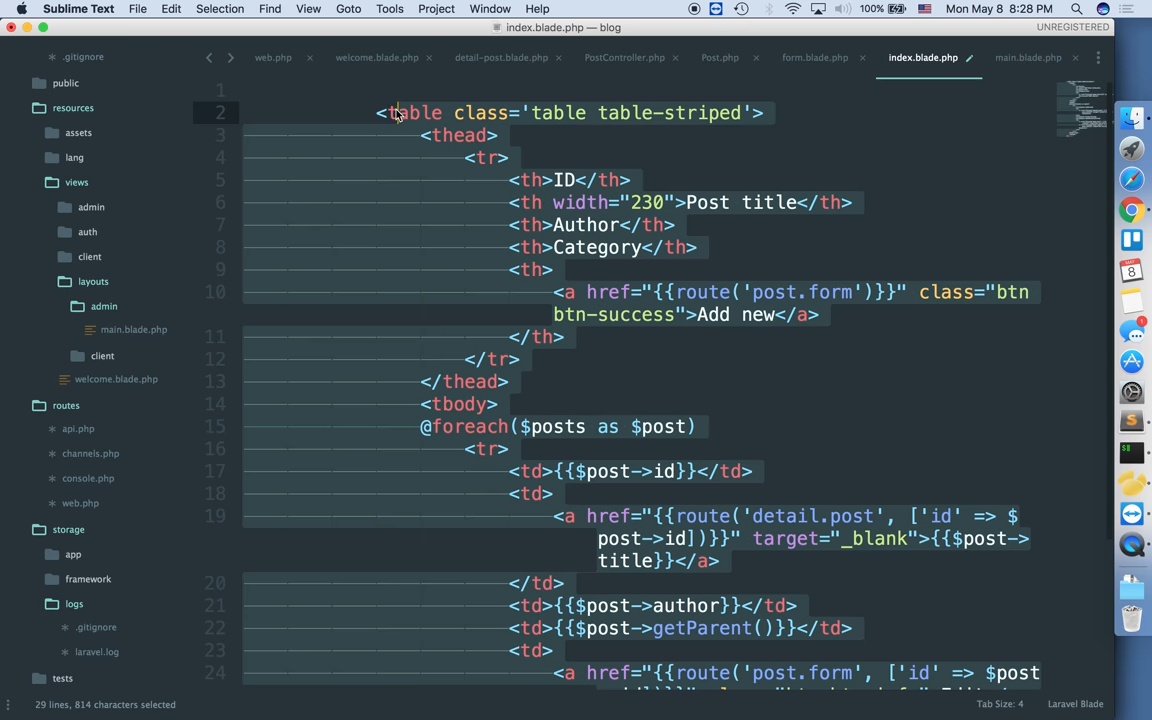 Sublime Text File Edit Selection Find View Goto Tools Project Window Help 100% Mon May 8 8:28 PM
index.blade.php — blog UNREGISTERED
.gitignore
public
resources
assets
lang
views
admin
auth
client
layouts
admin
main.blade.php
client
welcome.blade.php
routes
api.php
channels.php
console.php
web.php
storage
app
framework
logs
.gitignore
laravel.log
tests
web.php × welcome.blade.php × detail-post.blade.php × PostController.php × Post.php × form.blade.php × index.blade.php main.blade.php ×
1
2 <table class='table table-striped'>
3 <thead>
4 <tr>
5 <th>ID</th>
6 <th width="230">Post title</th>
7 <th>Author</th>
8 <th>Category</th>
9 <th>
10 <a href="{{route('post.form')}}" class="btn
btn-success">Add new</a>
11 </th>
12 </tr>
13 </thead>
14 <tbody>
15 @foreach($posts as $post)
16 <tr>
17 <td>{{$post->id}}</td>
18 <td>
19 <a href="{{route('detail.post', ['id' => $
post->id])}}" target="_blank">{{$post->
title}}</a>
20 </td>
21 <td>{{$post->author}}</td>
22 <td>{{$post->getParent()}}</td>
23 <td>
24 <a href="{{route('post.form', ['id' => $post
MAY
8
1
29 lines, 814 characters selected Tab Size: 4 Laravel Blade